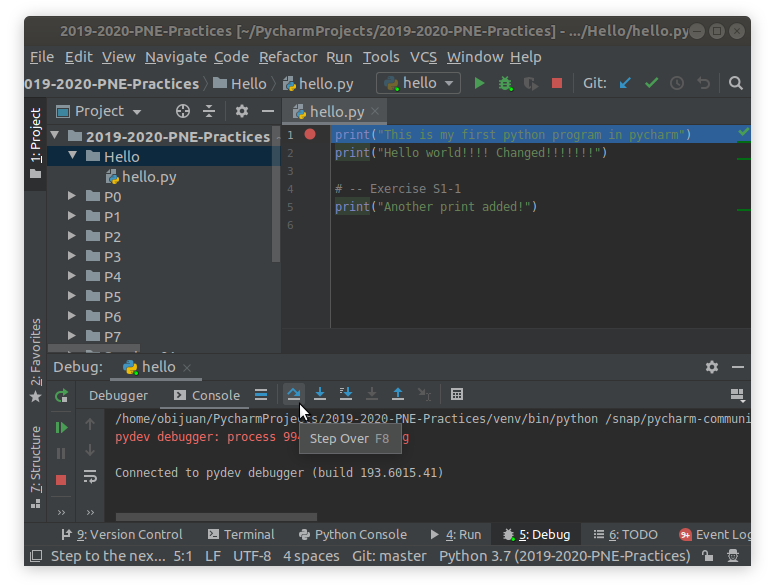 2019-2020-PNE-Practices [~/PycharmProjects/2019-2020-PNE-Practices] - .../Hello/hello.py
File Edit View Navigate Code Refactor Run Tools VCS Window Help
019-2020-PNE-Practices Hello hello.py hello Git:
1: Project
Project
hello.py
2019-2020-PNE-Practices
Hello
hello.py
P0
P1
P2
P3
P4
P5
P6
P7
1 print("This is my first python program in pycharm")
2 print("Hello world!!!! Changed!!!!!!!")
3
4 # -- Exercise S1-1
5 print("Another print added!")
6
2: Favorites
7: Structure
Debug: hello
Debugger Console
/home/obijuan/PycharmProjects/2019-2020-PNE-Practices/venv/bin/python /snap/pycharm-communi
pydev debugger: process 994
Step Over F8
Connected to pydev debugger (build 193.6015.41)
9: Version Control Terminal Python Console 4: Run 5: Debug 6: TODO Event Log
Step to the nex... 5:1 LF UTF-8 4 spaces Git: master Python 3.7 (2019-2020-PNE-Practices)